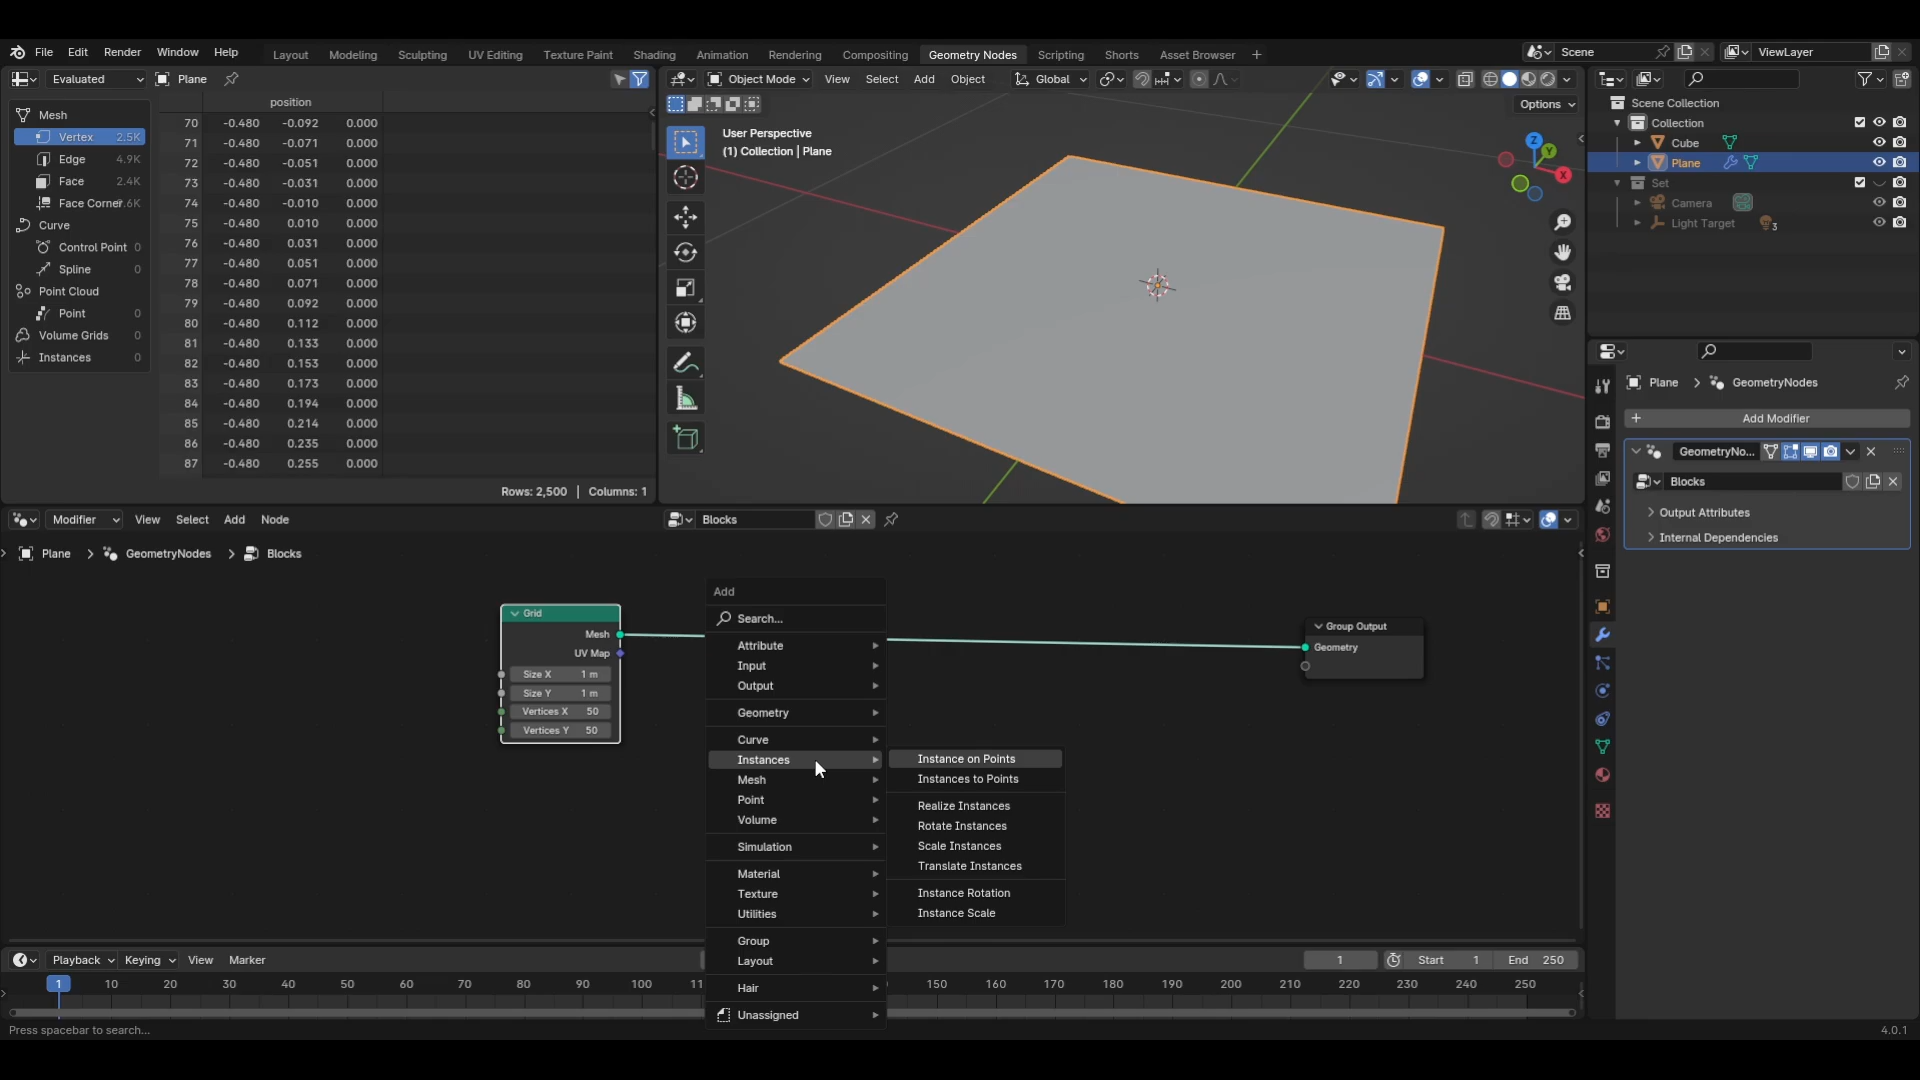 File Edit Render Window Help Layout Modeling Sculpting UV Editing Texture Paint Shading Animation Rendering Compositing Geometry Nodes Scripting Shorts Asset Browser + Scene ViewLayer
Evaluated Plane
Object Mode View Select Add Object Global
Options
Mesh
Vertex 2.5K
Edge 4.9K
Face 2.4K
Face Corner
Curve
Control Point 0
Spline 0
Point Cloud
Point 0
Volume Grids 0
Instances 0
position
70 -0.480 -0.092 0.000
71 -0.480 -0.071 0.000
72 -0.480 -0.051 0.000
73 -0.480 -0.031 0.000
74 -0.480 -0.010 0.000
75 -0.480 0.010 0.000
76 -0.480 0.031 0.000
77 -0.480 0.051 0.000
78 -0.480 0.071 0.000
79 -0.480 0.092 0.000
80 -0.480 0.112 0.000
81 -0.480 0.133 0.000
82 -0.480 0.153 0.000
83 -0.480 0.173 0.000
84 -0.480 0.194 0.000
85 -0.480 0.214 0.000
86 -0.480 0.235 0.000
87 -0.480 0.255 0.000
Rows: 2,500 | Columns: 1
User Perspective
(1) Collection | Plane
Z
Y
X
Scene Collection
Collection
Cube
Plane
Set
Camera
Light Target 3
Plane > GeometryNodes
+ Add Modifier
GeometryNo...
Blocks
Output Attributes
Internal Dependencies
Modifier View Select Add Node Blocks
Plane > GeometryNodes > Blocks
Grid
Mesh
UV Map
Size X 1 m
Size Y 1 m
Vertices X 50
Vertices Y 50
Add
Search...
Attribute
Input
Output
Geometry
Curve
Instances
Mesh
Point
Volume
Simulation
Material
Texture
Utilities
Group
Layout
Hair
Unassigned
Instance on Points
Instances to Points
Realize Instances
Rotate Instances
Scale Instances
Translate Instances
Instance Rotation
Instance Scale
Group Output
Geometry
Playback Keying View Marker 1 Start 1 End 250
1 10 20 30 40 50 60 70 80 90 100 11 150 160 170 180 190 200 210 220 230 240 250
Press spacebar to search... 4.0.1